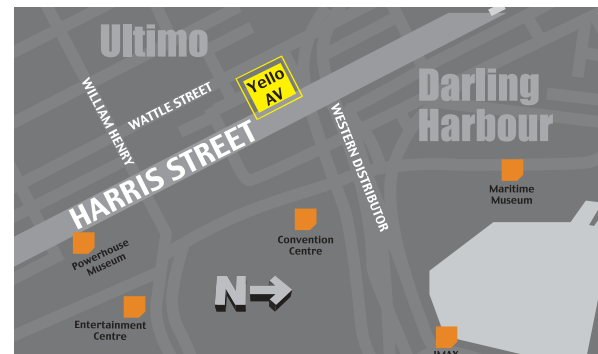 Ultimo
Yello
AV
WILLIAM HENRY
WATTLE STREET
HARRIS STREET
WESTERN DISTRIBUTOR
Darling
Harbour
Maritime
Museum
Convention
Centre
Powerhouse
Museum
N
Entertainment
Centre
IMAX